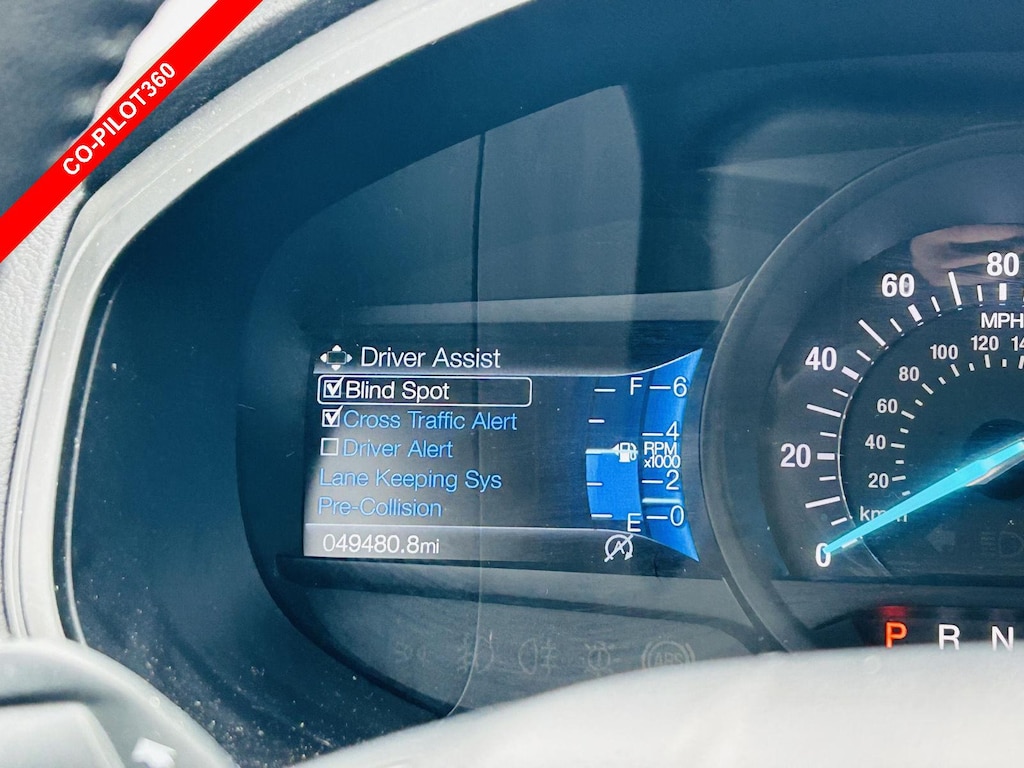 CO-PILOT360
Driver Assist
Blind Spot
Cross Traffic Alert
Driver Alert
Lane Keeping Sys
Pre-Collision
049480.8mi
F
E
6
4
RPM
x1000
2
0
A
80
60
40
20
0
MPH
120
100
80
60
40
20
P R N
ABS